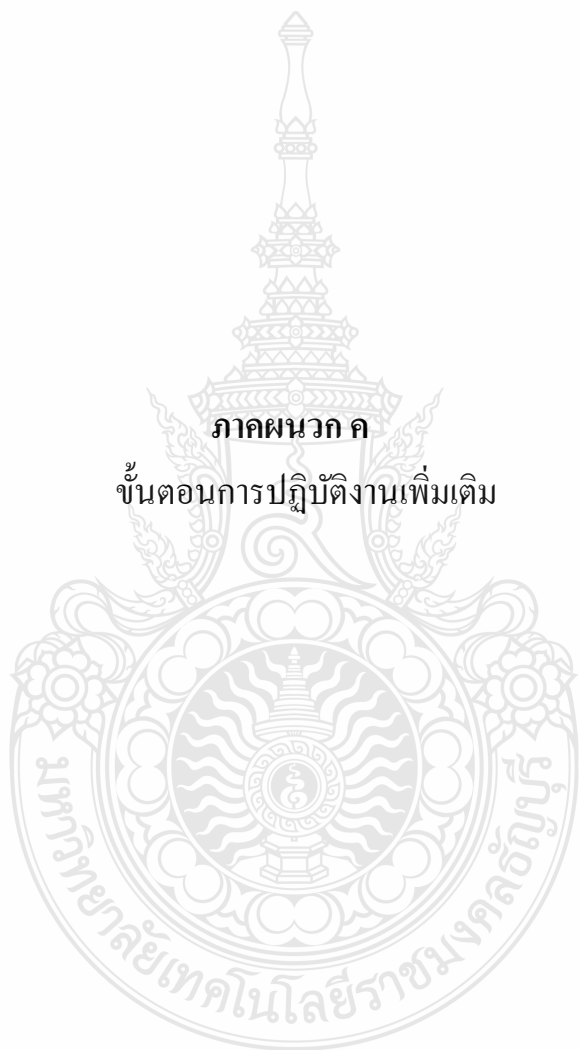 ภาคผนวก ค
ขั้นตอนการปฏิบัติงานเพิ่มเติม
มหาวิทยาลัยเทคโนโลยีราชมงคลธัญบุรี